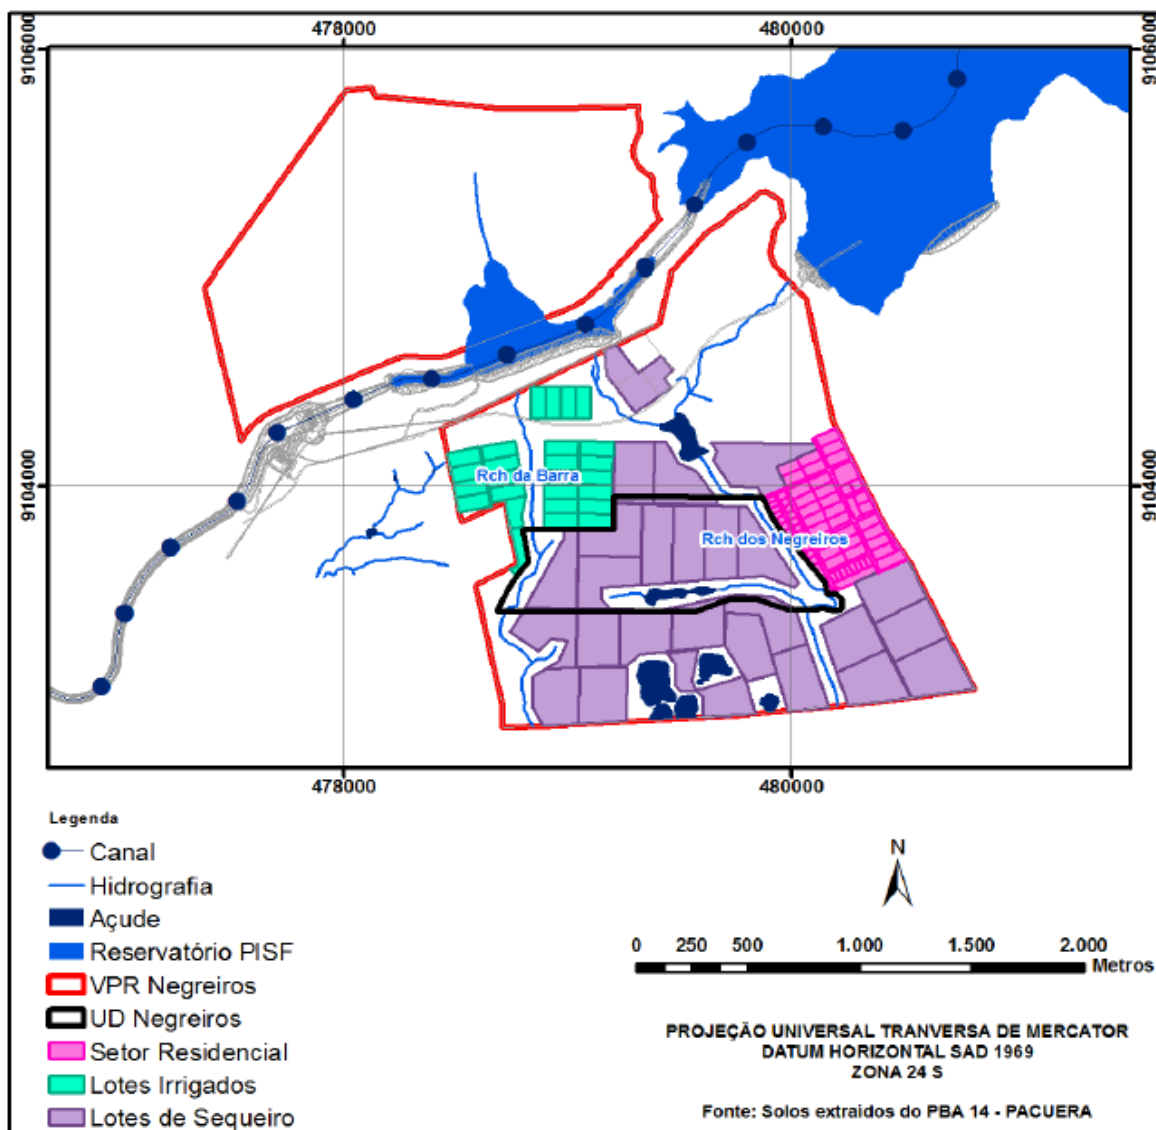 478000
480000
9106000
9106000
Rch da Barra
9104000
9104000
Rch dos Negreiros
478000
480000
Legenda
Canal
Hidrografia
Açude
Reservatório PISF
VPR Negreiros
UD Negreiros
Setor Residencial
Lotes Irrigados
Lotes de Sequeiro
N
0 250 500 1.000 1.500 2.000
Metros
PROJEÇÃO UNIVERSAL TRANVERSA DE MERCATOR
DATUM HORIZONTAL SAD 1969
ZONA 24 S
Fonte: Solos extraidos do PBA 14 - PACUERA